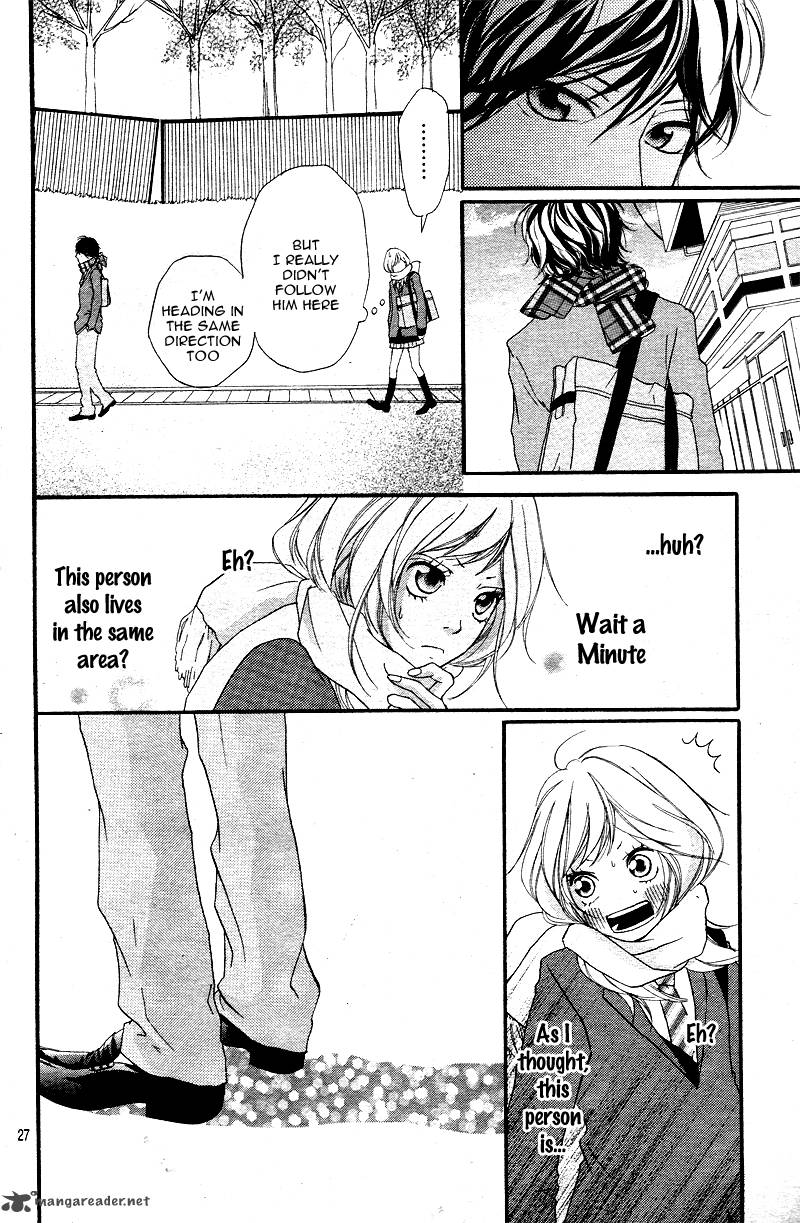 ........
BUT
I REALLY
DIDN'T
FOLLOW
HIM HERE
I'M
HEADING IN
THE SAME
DIRECTION
TOO
...huh?
Wait a
Minute
Eh?
This person
also lives
in the same
area?
Eh?
As I
thought,
this
person
is...
27
mangareader.net